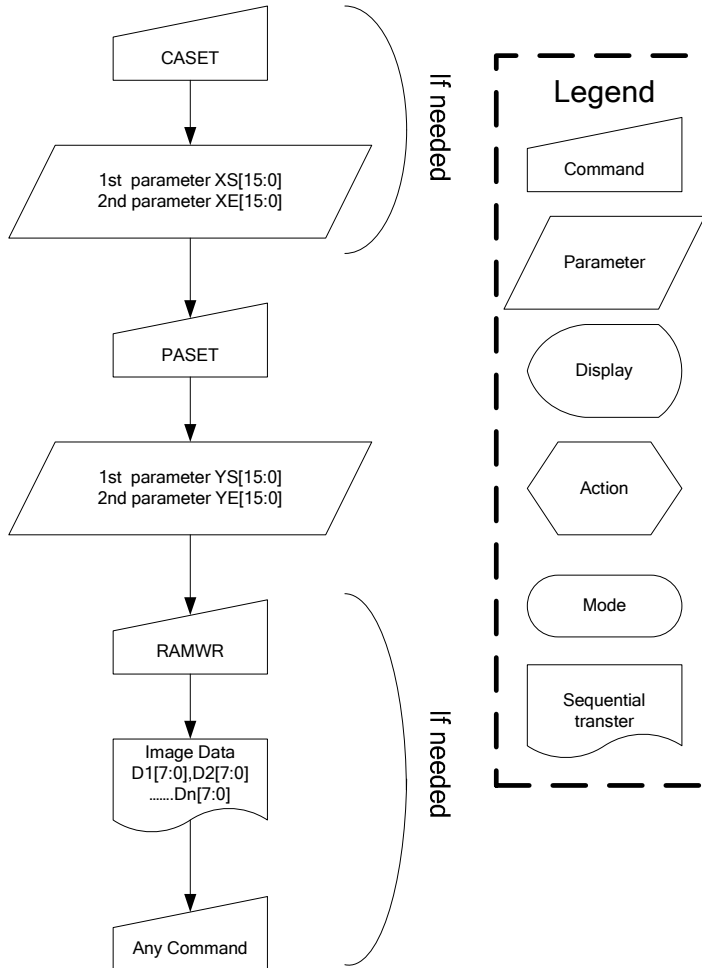 CASET
1st  parameter XS[15:0]
2nd parameter XE[15:0]
If needed
PASET
1st  parameter YS[15:0]
2nd parameter YE[15:0]
RAMWR
Image Data
D1[7:0],D2[7:0]
.......Dn[7:0]
Any Command
If needed
Legend
Command
Parameter
Display
Action
Mode
Sequential
transter